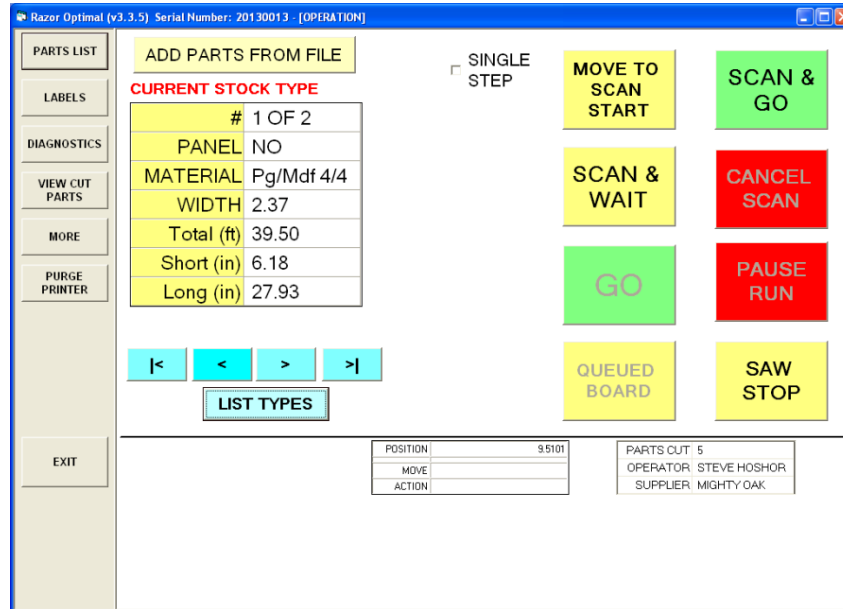 Razor Optimal (v3.3.5) Serial Number: 20130013 - [OPERATION]
PARTS LIST
LABELS
DIAGNOSTICS
VIEW CUT
PARTS
MORE
PURGE
PRINTER
EXIT
ADD PARTS FROM FILE
CURRENT STOCK TYPE
# 1 OF 2
PANEL NO
MATERIAL Pg/Mdf 4/4
WIDTH 2.37
Total (ft) 39.50
Short (in) 6.18
Long (in) 27.93
|< < > >|
LIST TYPES
SINGLE
STEP
MOVE TO
SCAN
START
SCAN &
GO
SCAN &
WAIT
CANCEL
SCAN
GO
PAUSE
RUN
QUEUED
BOARD
SAW
STOP
POSITION 9.5101
MOVE
ACTION
PARTS CUT 5
OPERATOR STEVE HOSHOR
SUPPLIER MIGHTY OAK